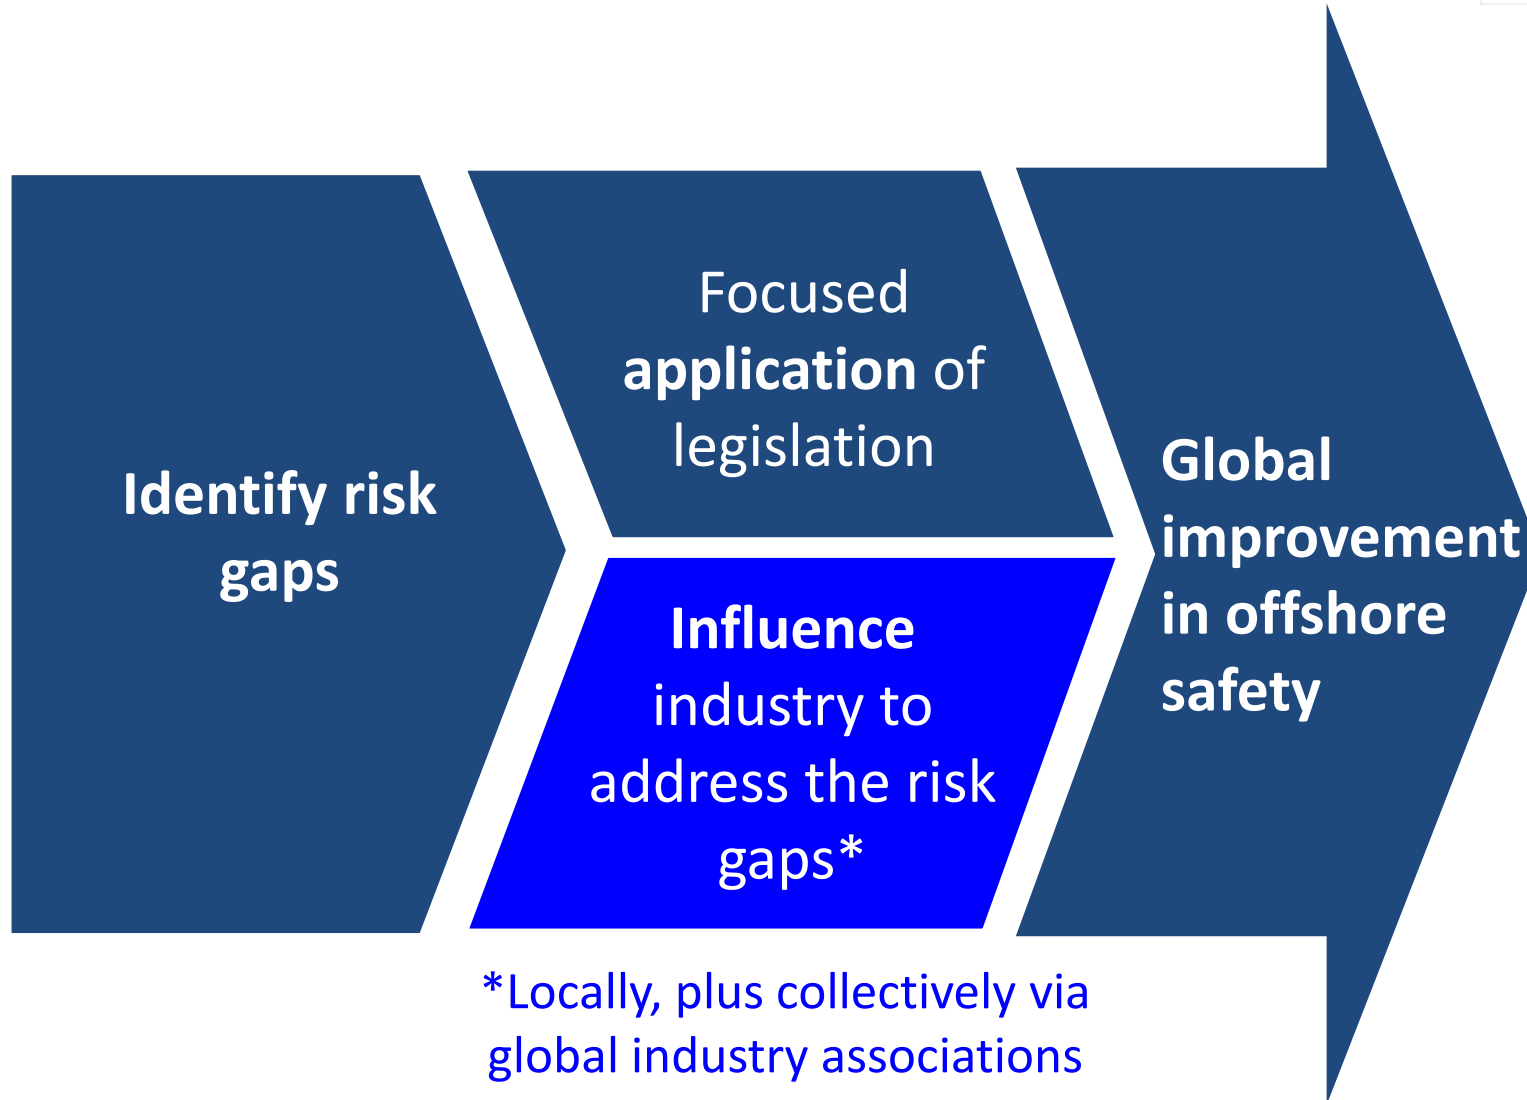 Identify risk
gaps
Focused
application of
legislation
Influence
industry to
address the risk
gaps*
Global
improvement
in offshore
safety
*Locally, plus collectively via
global industry associations